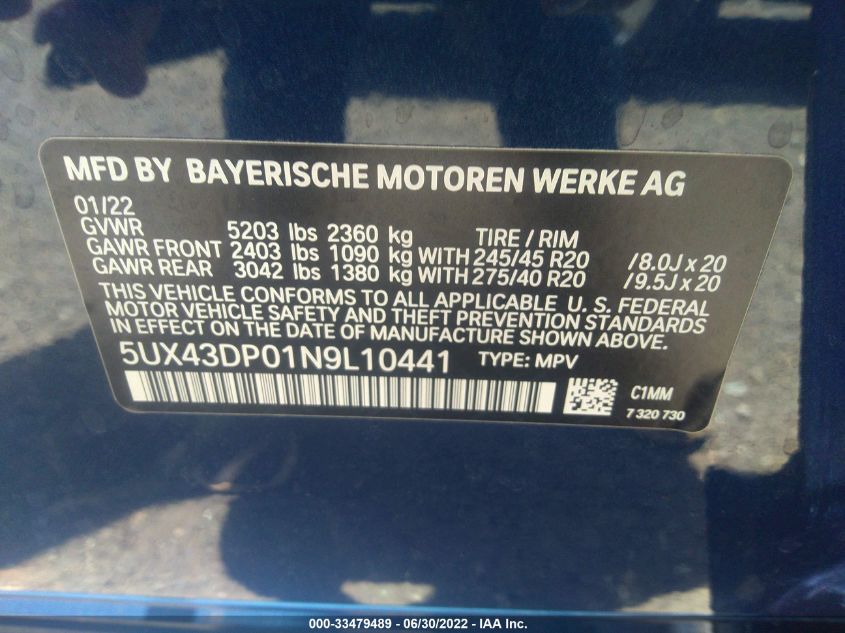 MFD BY BAYERISCHE MOTOREN WERKE AG
01/22
GVWR 5203 lbs 2360 kg TIRE / RIM
GAWR FRONT 2403 lbs 1090 kg WITH 245/45 R20 /8.0J x 20
GAWR REAR 3042 lbs 1380 kg WITH 275/40 R20 /9.5J x 20
THIS VEHICLE CONFORMS TO ALL APPLICABLE U. S. FEDERAL
MOTOR VEHICLE SAFETY AND THEFT PREVENTION STANDARDS
IN EFFECT ON THE DATE OF MANUFACTURE SHOWN ABOVE.
5UX43DP01N9L10441 TYPE: MPV
C1MM
7 320 730
000-33479489 - 06/30/2022 - IAA Inc.